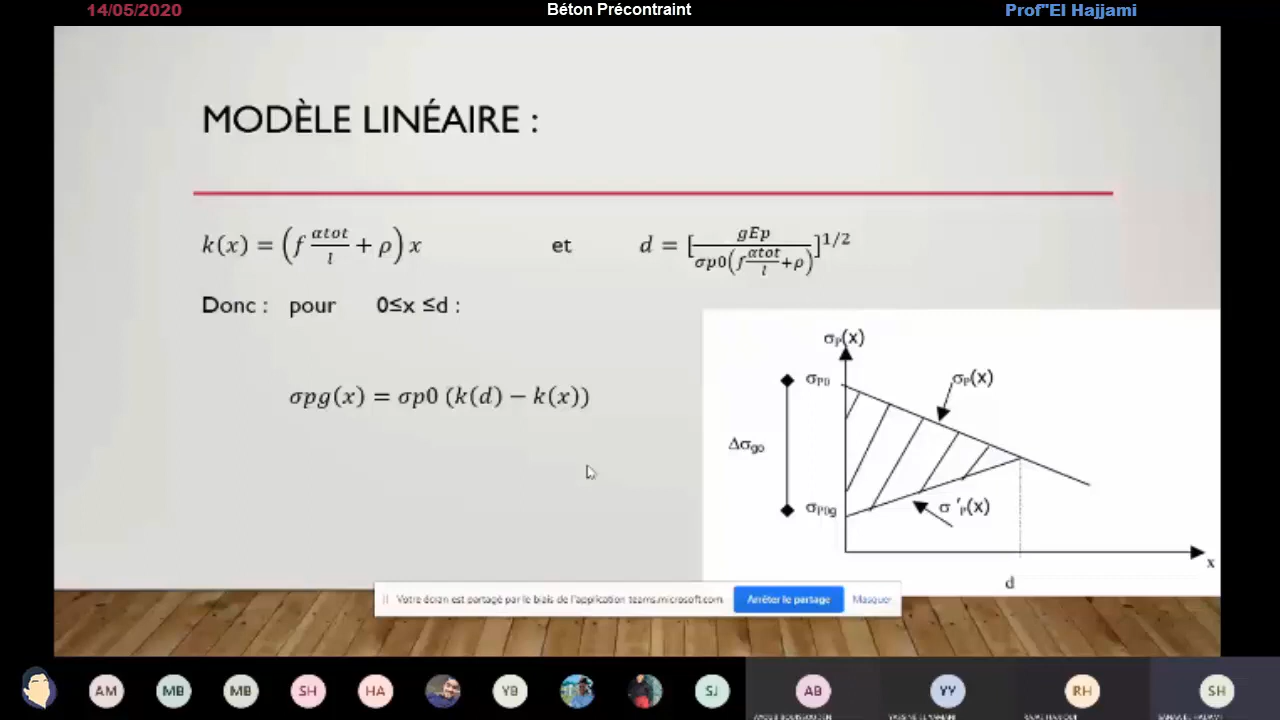 14/05/2020
Béton Précontraint
Prof"El Hajjami
MODÈLE LINÉAIRE :
k(x) = (f αtot/l + ρ) x et d = [gEp/σp0(f αtot/l +ρ)]^1/2
Donc : pour 0≤x ≤d :
σpg(x) = σp0 (k(d) − k(x))
σP(x)
σP0
σP(x)
Δσgo
σP0g
σ ′P(x)
x
d
Votre écran est partagé par le biais de l'application teams.microsoft.com.
Arrêter le partage
Masquer
AM MB MB SH HA YB SJ AB YY RH SH